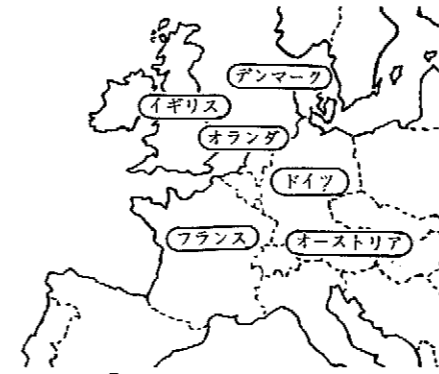 デンマーク
イギリス
オランダ
ドイツ
フランス
オーストリア